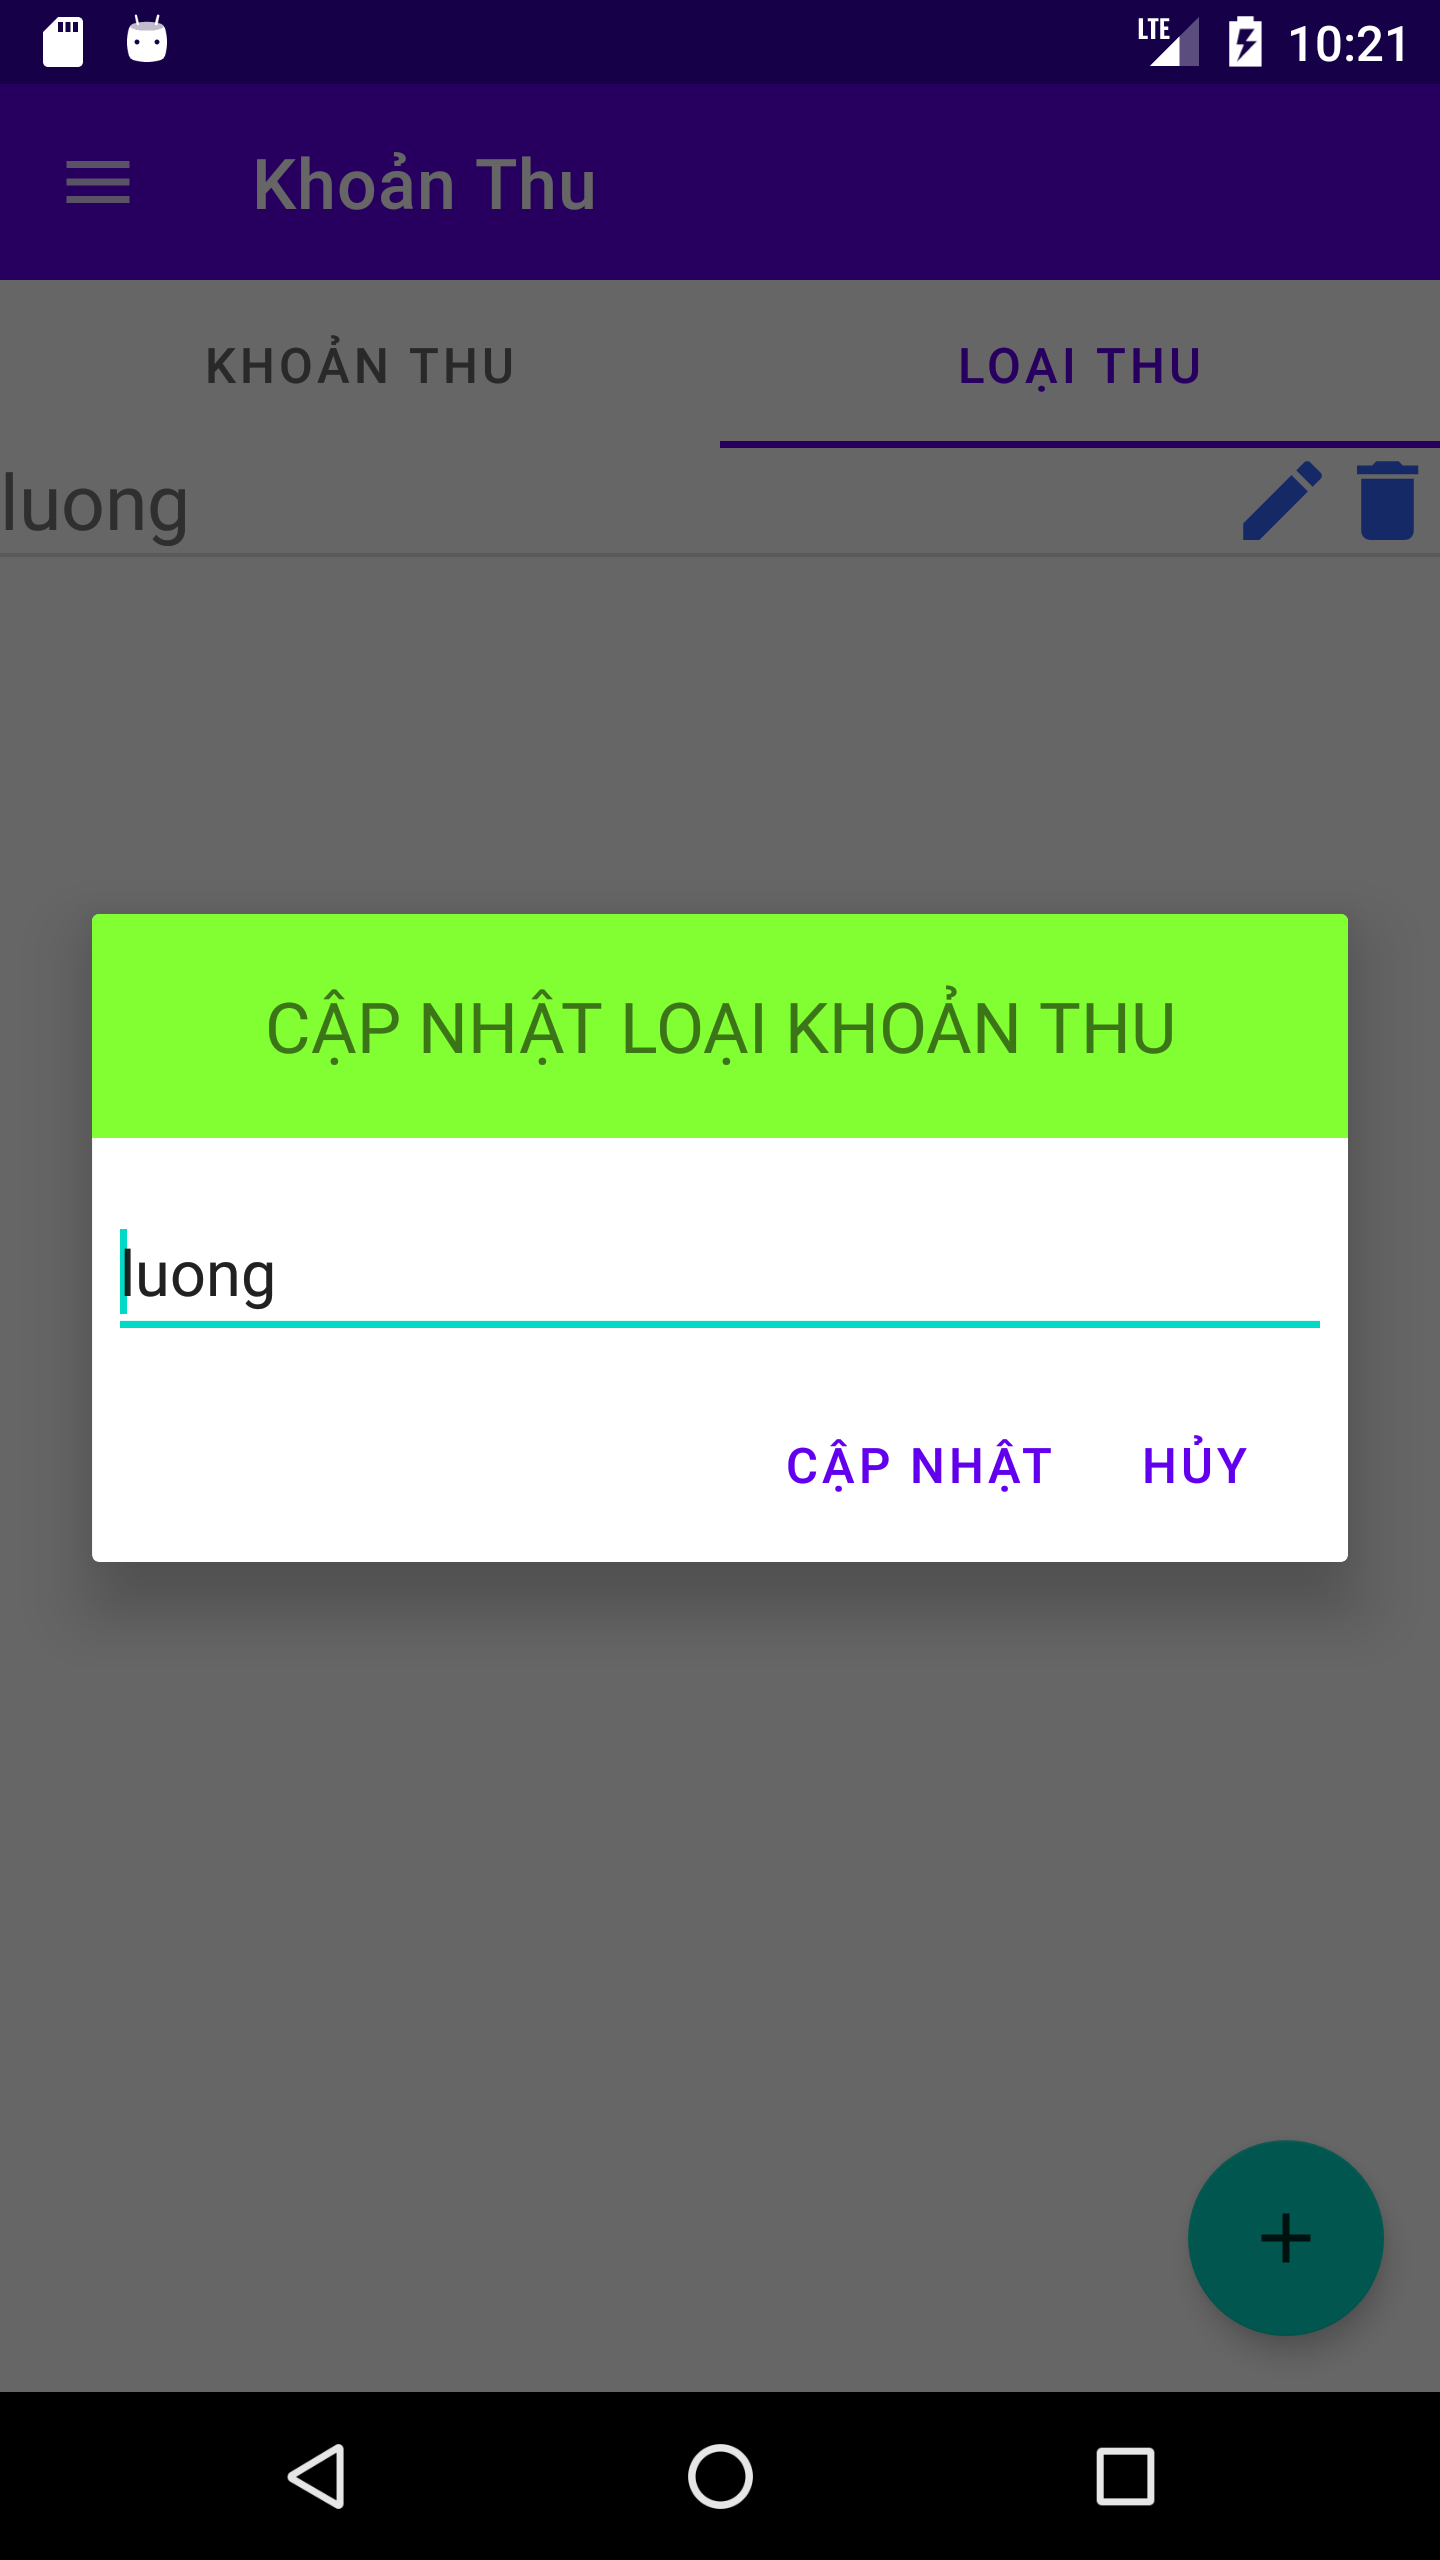 LTE 10:21
Khoản Thu
KHOẢN THU LOẠI THU
luong
CẬP NHẬT LOẠI KHOẢN THU
luong
CẬP NHẬT HỦY